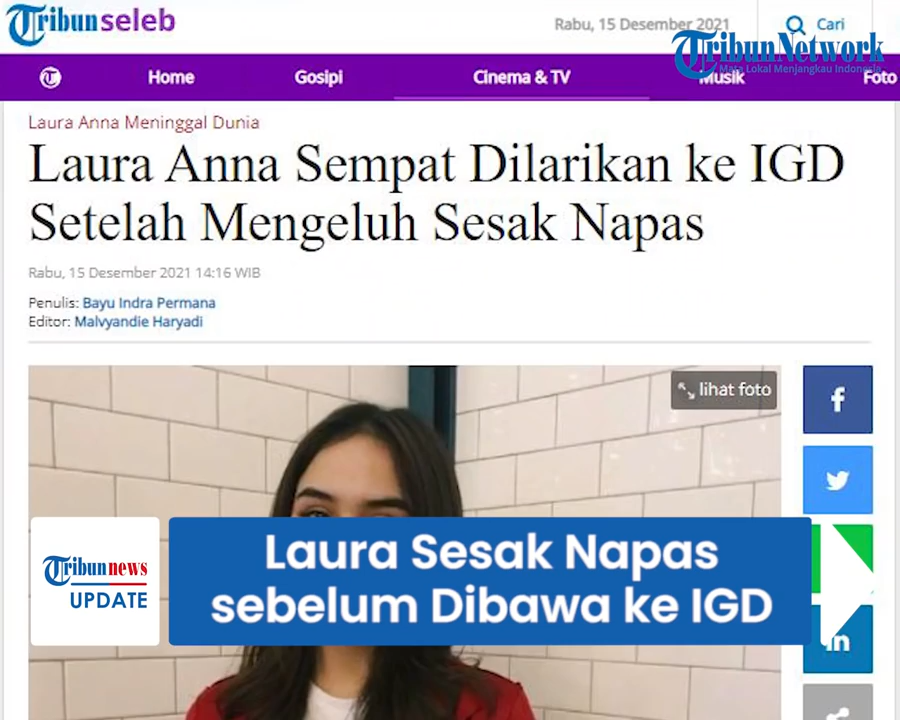 Tribunseleb
Rabu, 15 Desember 2021
Cari
TribunNetwork
Mata Lokal Menjangkau Indonesia
Home Gosipi Cinema & TV Musik Foto
Laura Anna Meninggal Dunia
Laura Anna Sempat Dilarikan ke IGD
Setelah Mengeluh Sesak Napas
Rabu, 15 Desember 2021 14:16 WIB
Penulis: Bayu Indra Permana
Editor: Malvyandie Haryadi
lihat foto
Laura Sesak Napas
sebelum Dibawa ke IGD
Tribunnews
UPDATE
in